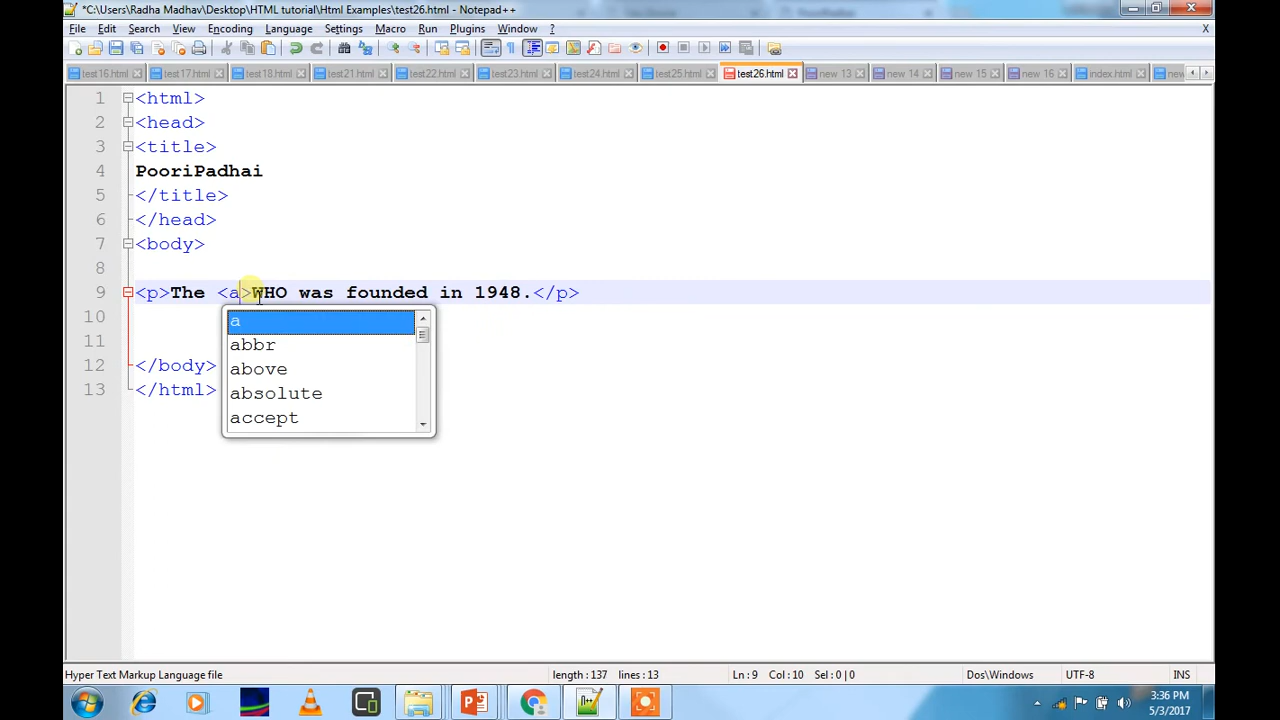 *C:\Users\Radha Madhav\Desktop\HTML tutorial\Html Examples\test26.html - Notepad++
File Edit Search View Encoding Language Settings Macro Run Plugins Window ? X
test16.html test17.html test18.html test21.html test22.html test23.html test24.html test25.html test26.html new 13 new 14 new 15 new 16 index.html new
1 <html>
2 <head>
3 <title>
4 PooriPadhai
5 </title>
6 </head>
7 <body>
8
9 <p>The <a>WHO was founded in 1948.</p>
10 a
abbr
11 above
12 </body> absolute
13 </html> accept
Hyper Text Markup Language file length : 137 lines : 13 Ln : 9 Col : 10 Sel : 0 | 0 Dos\Windows UTF-8 INS
3:36 PM
5/3/2017